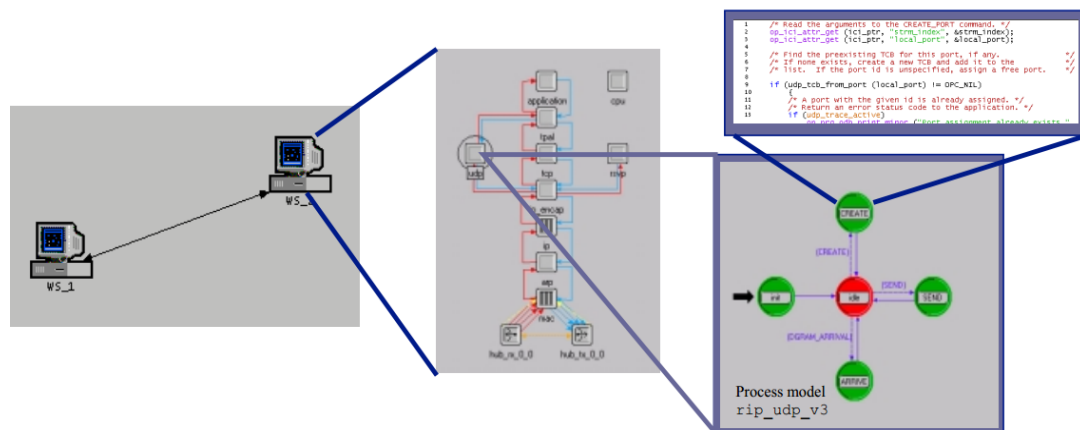 1 /* Read the arguments to the CREATE_PORT command. */
2 op_ici_attr_get (ici_ptr, "strm_index", &strm_index);
3 op_ici_attr_get (ici_ptr, "local_port", &local_port);
4
5 /* Find the preexisting TCB for this port, if any. */
6 /* If none exists, create a new TCB and add it to the */
7 /* list. If the port id is unspecified, assign a free port. */
8
9 if (udp_tcb_from_port (local_port) != OPC_NIL)
10 {
11 /* A port with the given id is already assigned. */
12 /* Return an error status code to the application. */
13 if (udp_trace_active)
op_prg_odb_print_minor ("Port assignment already exists."
WS_1
application
cpu
tpal
udp
tcp
rsvp
ip
arp
mac
hub_rx_0_0
hub_tx_0_0
CREATE
(CREATE)
init
idle
(SEND)
SEND
(DGRAM_ARRIVAL)
ARRIVE
Process model
rip_udp_v3